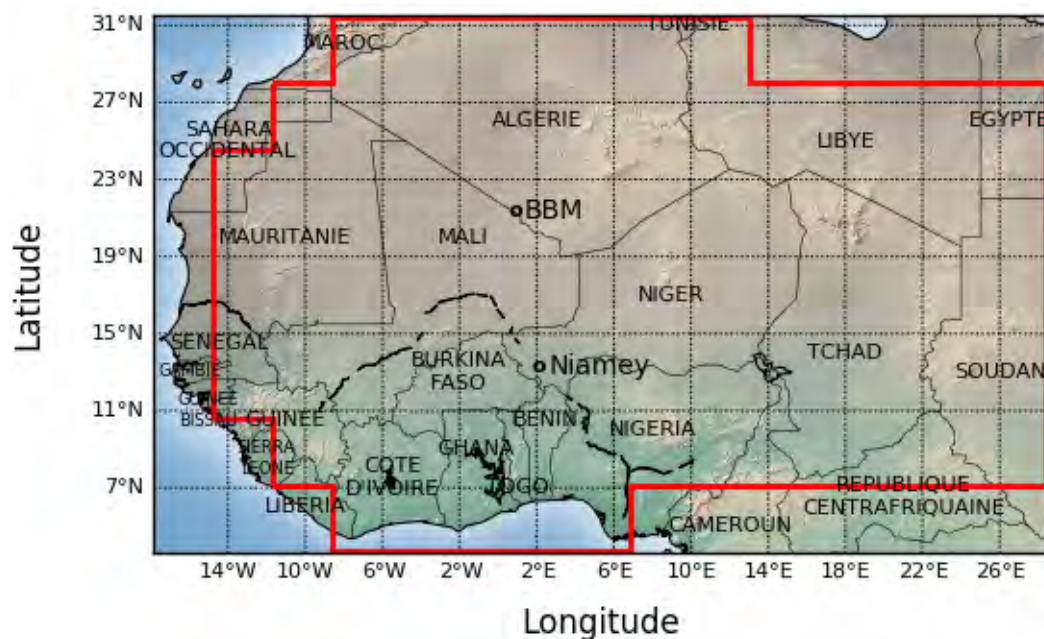 31°N
TUNISIE
MAROC
27°N
ALGERIE
EGYPTE
SAHARA
OCCIDENTAL
LIBYE
23°N
BBM
MAURITANIE
MALI
19°N
NIGER
15°N
SENEGAL
TCHAD
GAMBIE
BURKINA
FASO
Niamey
SOUDAN
GUINEE
BISSAU
11°N
GUINEE
BENIN
NIGERIA
SIERRA
LEONE
GHANA
COTE
D'IVOIRE
TOGO
7°N
LIBERIA
REPUBLIQUE
CENTRAFRIQUAINE
CAMEROUN
14°W 10°W 6°W 2°W 2°E 6°E 10°E 14°E 18°E 22°E 26°E
Latitude
Longitude